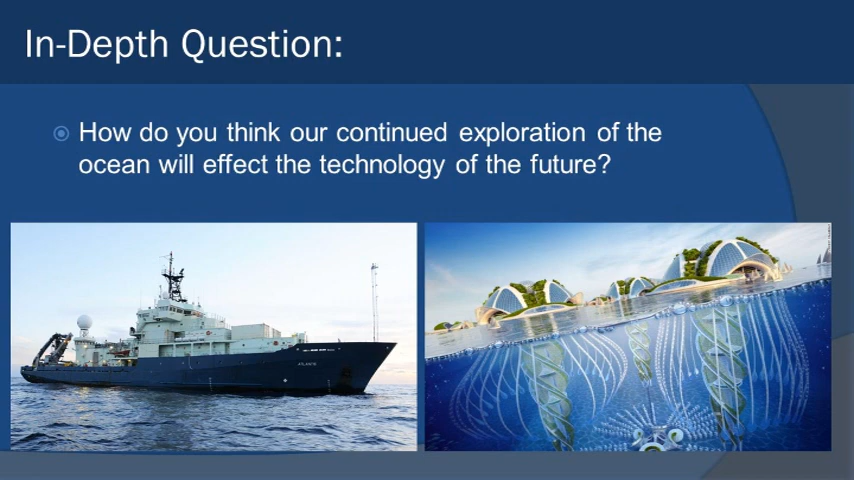 In-Depth Question:
How do you think our continued exploration of the
ocean will effect the technology of the future?
ATLANTIS